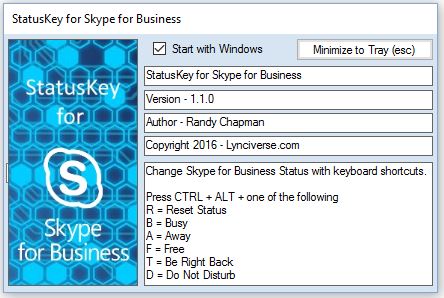 StatusKey for Skype for Business
Start with Windows
Minimize to Tray (esc)
StatusKey
for
S
Skype
for Business
StatusKey for Skype for Business
Version - 1.1.0
Author - Randy Chapman
Copyright 2016 - Lynciverse.com
Change Skype for Business Status with keyboard shortcuts.
Press CTRL + ALT + one of the following
R = Reset Status
B = Busy
A = Away
F = Free
T = Be Right Back
D = Do Not Disturb